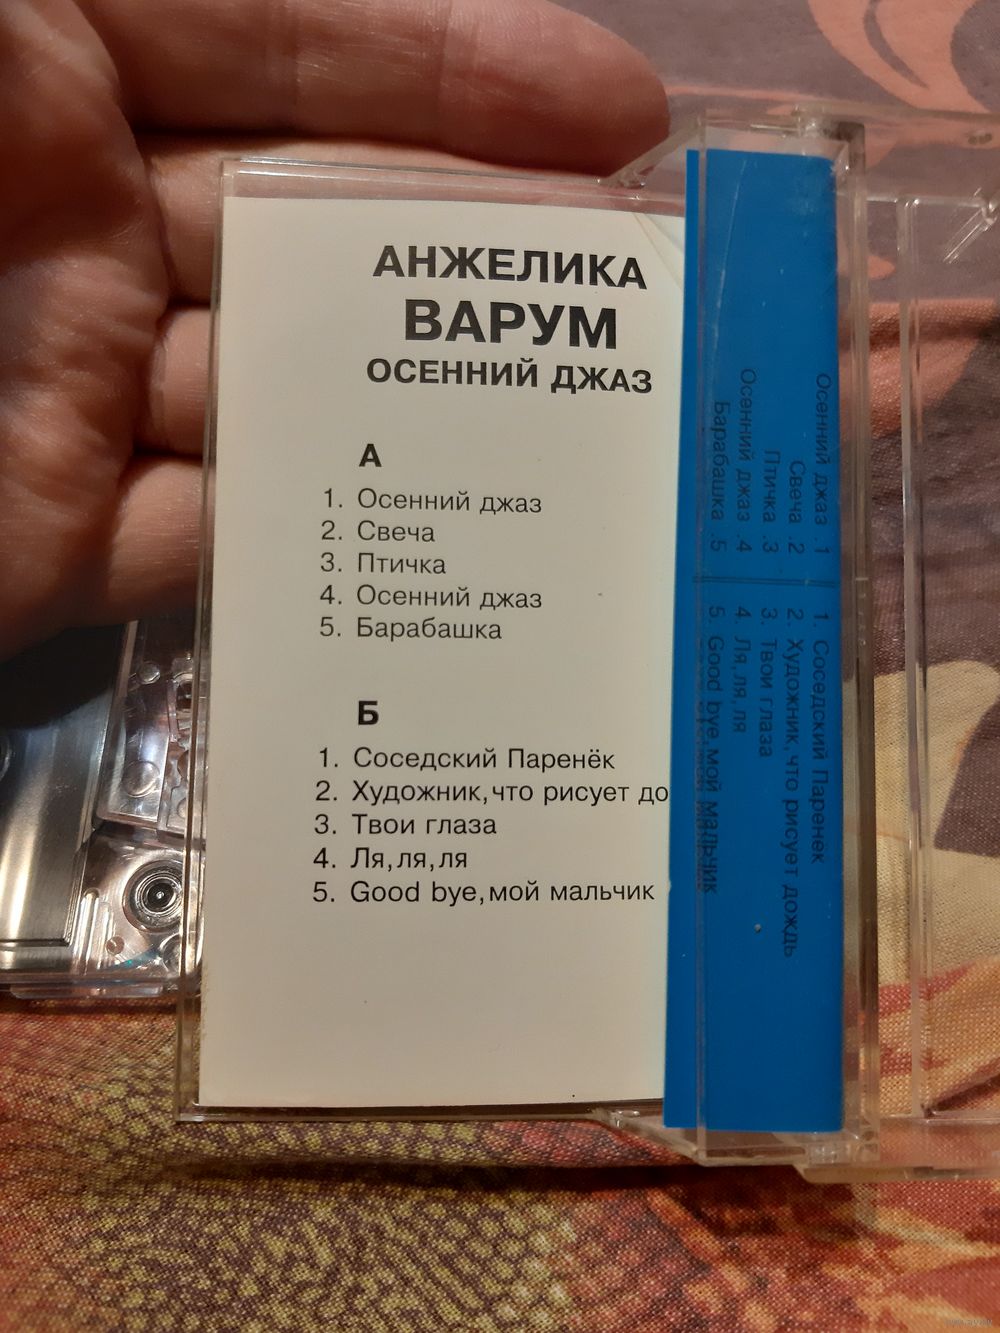 АНЖЕЛИКА
ВАРУМ
ОСЕННИЙ ДЖАЗ
А
1. Осенний джаз
2. Свеча
3. Птичка
4. Осенний джаз
5. Барабашка
Б
1. Соседский Паренёк
2. Художник,что рисует до
3. Твои глаза
4. Ля,ля,ля
5. Good bye,мой мальчик
Осенний джаз .1
Свеча .2
Птичка .3
Осенний джаз .4
Барабашка .5
1. Соседский Паренёк
2. Художник,что рисует дождь
3. Твои глаза
4. Ля,ля,ля
5. Good bye,мой мальчик